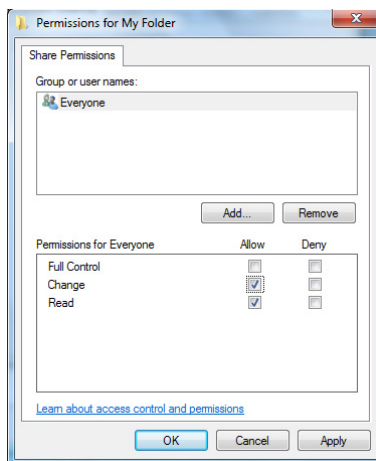 Permissions for My Folder
Share Permissions
Group or user names:
Everyone
Add... Remove
Permissions for Everyone Allow Deny
Full Control
Change
Read
Learn about access control and permissions
OK Cancel Apply